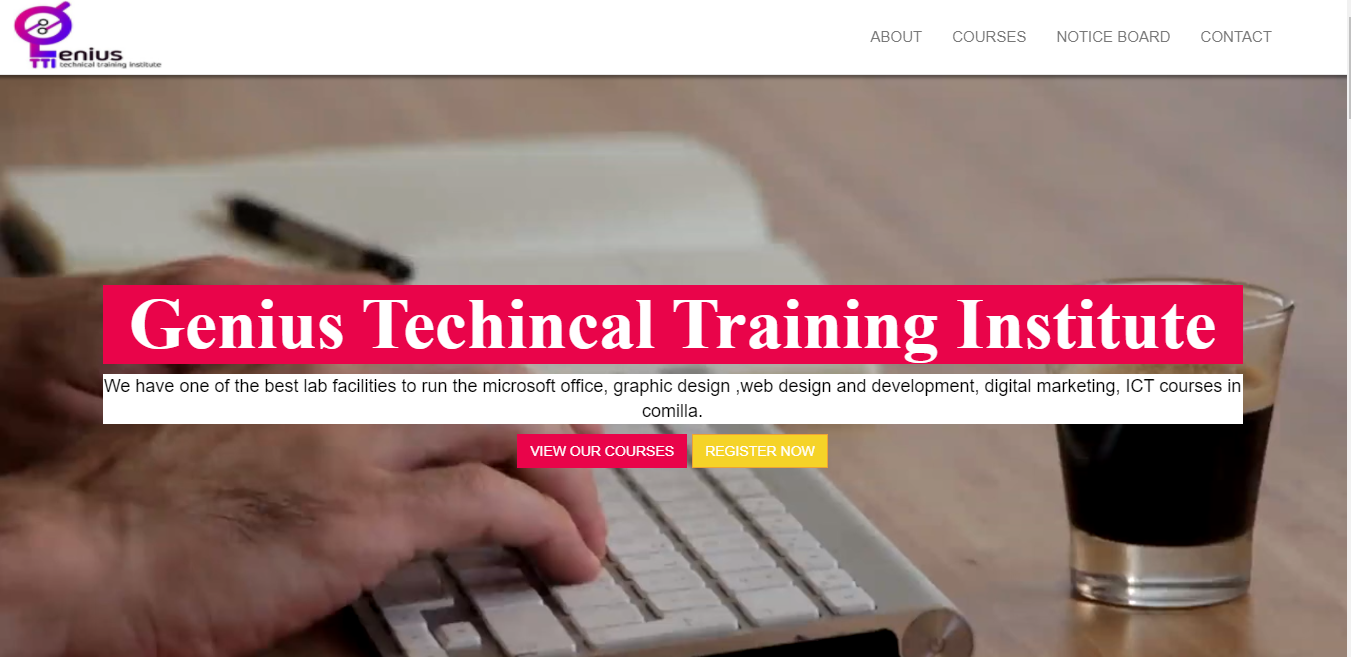 enius
TTI technical training institute
ABOUT COURSES NOTICE BOARD CONTACT
Genius Techincal Training Institute
We have one of the best lab facilities to run the microsoft office, graphic design ,web design and development, digital marketing, ICT courses in
comilla.
VIEW OUR COURSES REGISTER NOW